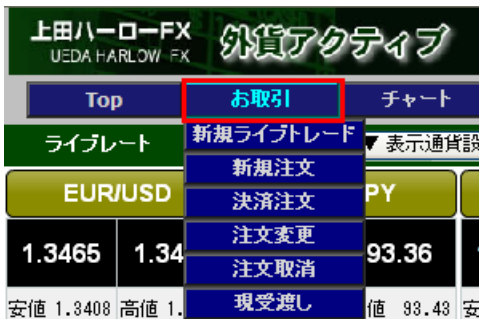 上田ハーローFX 外貨アクティブ
UEDA HARLOW FX
Top お取引 チャート
ライブレート 新規ライブトレード ▼表示通貨設
新規注文
EUR/USD 決済注文 PY
注文変更
1.3465 1.34 93.36
注文取消
現受渡し
安値 1.3408 高値 1. 値 93.43 安